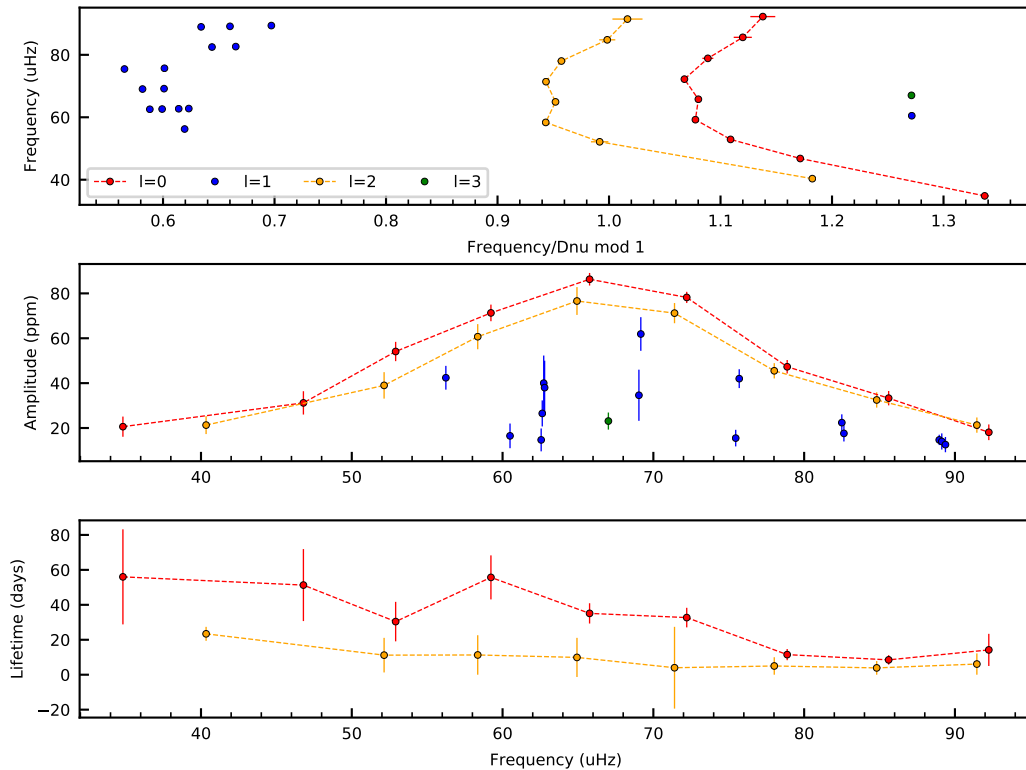 Frequency (uHz)
80
60
40
l=0 l=1 l=2 l=3
0.6 0.7 0.8 0.9 1.0 1.1 1.2 1.3
Frequency/Dnu mod 1
Amplitude (ppm)
80
60
40
20
40 50 60 70 80 90
Lifetime (days)
80
60
40
20
0
−20
40 50 60 70 80 90
Frequency (uHz)